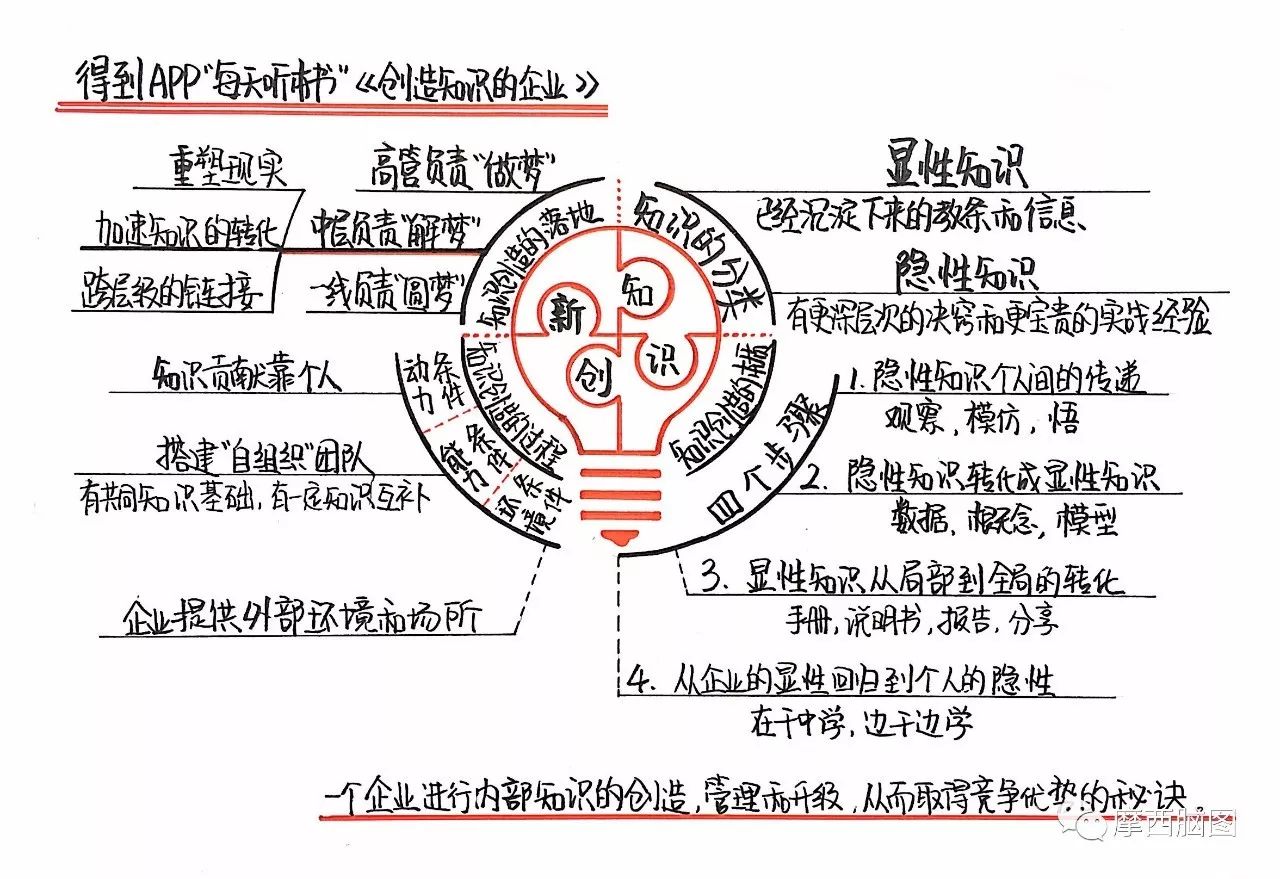 得到APP“每天听本书”《创造知识的企业》
知识的分类
显性知识
已经沉淀下来的教条和信息
隐性知识
有更深层次的决窍和更宝贵的实战经验
四个步骤
1. 隐性知识个人间的传递
观察,模仿,悟
2. 隐性知识转化成显性知识
数据,概念,模型
3. 显性知识从局部到全局的转化
手册,说明书,报告,分享
4. 从企业的显性回归到个人的隐性
在干中学,边干边学
知识创造的过程
动力条件
知识贡献靠个人
能力条件
搭建“自组织”团队
有共同知识基础,有一定知识互补
环境条件
企业提供外部环境和场所
知识创造的落地
高管负责“做梦”
中层负责“解梦”
一线负责“圆梦”
重塑现实
加速知识的转化
跨层级的链接
新
知
创
识
一个企业进行内部知识的创造,管理和升级,从而取得竞争优势的秘诀。
摩西脑图